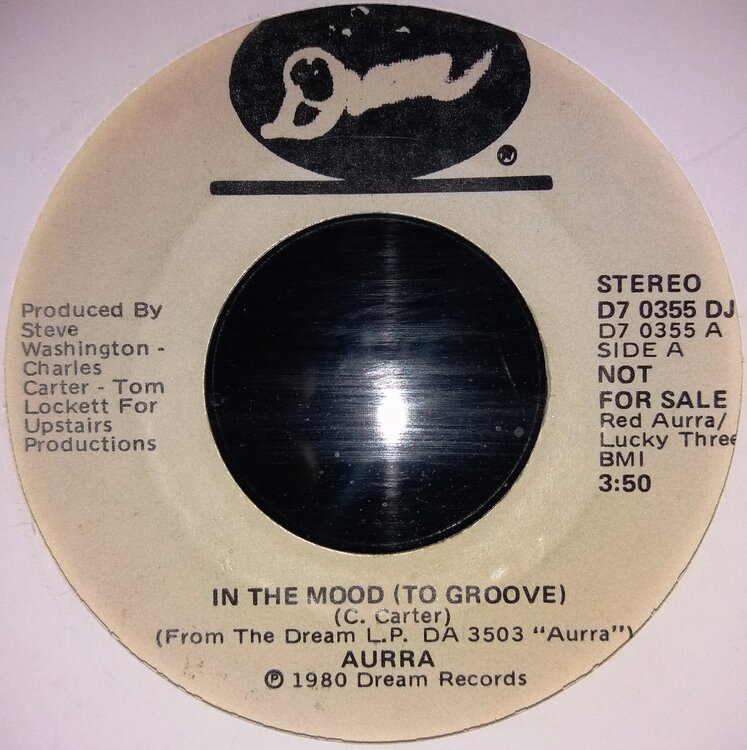 Produced By
Steve
Washington -
Charles
Carter - Tom
Lockett For
Upstairs
Productions
STEREO
D7 0355 DJ
D7 0355 A
SIDE A
NOT
FOR SALE
Red Aurra/
Lucky Three
BMI
3:50
IN THE MOOD (TO GROOVE)
(C. Carter)
(From The Dream L.P. DA 3503 “Aurra”)
AURRA
℗ 1980 Dream Records